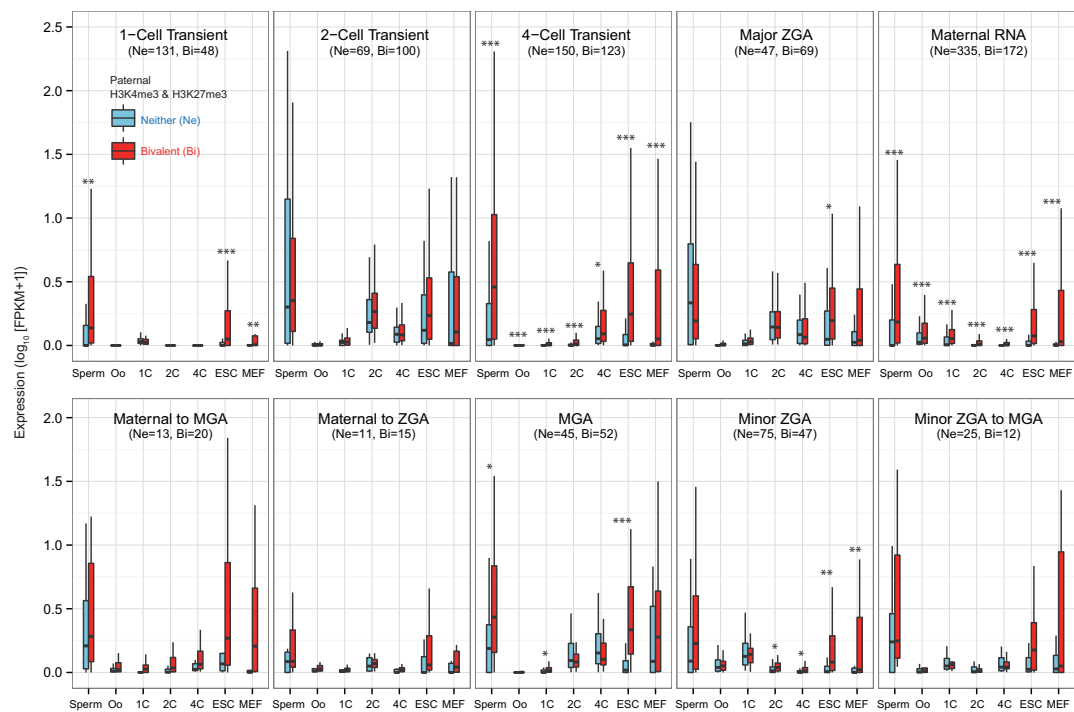 1−Cell Transient
(Ne=131, Bi=48)
2−Cell Transient
(Ne=69, Bi=100)
4−Cell Transient
(Ne=150, Bi=123)
Major ZGA
(Ne=47, Bi=69)
Maternal RNA
(Ne=335, Bi=172)
Paternal
H3K4me3 & H3K27me3
Neither (Ne)
Bivalent (Bi)
2.5
2.0
1.5
1.0
0.5
0.0
** *** **
*** *** *** *** * *** ***
*
*** *** *** *** *** *** ***
Sperm Oo 1C 2C 4C ESC MEF
Sperm Oo 1C 2C 4C ESC MEF
Sperm Oo 1C 2C 4C ESC MEF
Sperm Oo 1C 2C 4C ESC MEF
Sperm Oo 1C 2C 4C ESC MEF
Expression (log10 [FPKM+1])
Maternal to MGA
(Ne=13, Bi=20)
Maternal to ZGA
(Ne=11, Bi=15)
MGA
(Ne=45, Bi=52)
Minor ZGA
(Ne=75, Bi=47)
Minor ZGA to MGA
(Ne=25, Bi=12)
2.0
1.5
1.0
0.5
0.0
* * ***
* * ** **
Sperm Oo 1C 2C 4C ESC MEF
Sperm Oo 1C 2C 4C ESC MEF
Sperm Oo 1C 2C 4C ESC MEF
Sperm Oo 1C 2C 4C ESC MEF
Sperm Oo 1C 2C 4C ESC MEF